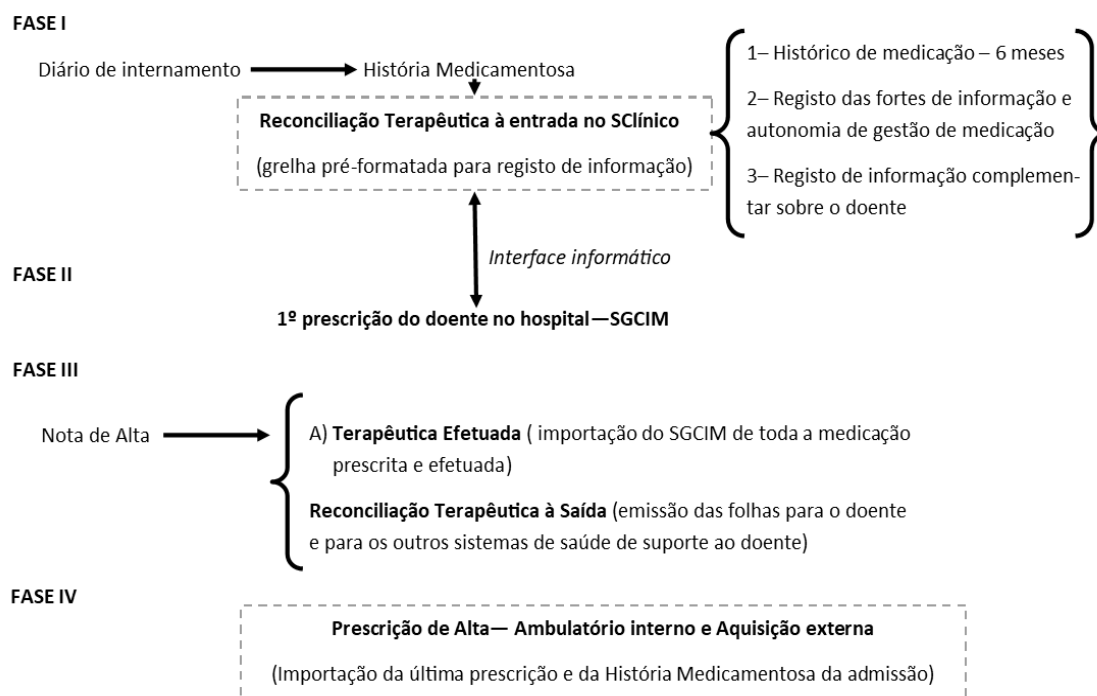 FASE I
Diário de internamento
História Medicamentosa
Reconciliação Terapêutica à entrada no SClínico
(grelha pré-formatada para registo de informação)
1– Histórico de medicação – 6 meses
2– Registo das fortes de informação e
autonomia de gestão de medicação
3– Registo de informação complemen-
tar sobre o doente
Interface informático
FASE II
1º prescrição do doente no hospital—SGCIM
FASE III
Nota de Alta
A) Terapêutica Efetuada ( importação do SGCIM de toda a medicação
prescrita e efetuada)
Reconciliação Terapêutica à Saída (emissão das folhas para o doente
e para os outros sistemas de saúde de suporte ao doente)
FASE IV
Prescrição de Alta— Ambulatório interno e Aquisição externa
(Importação da última prescrição e da História Medicamentosa da admissão)